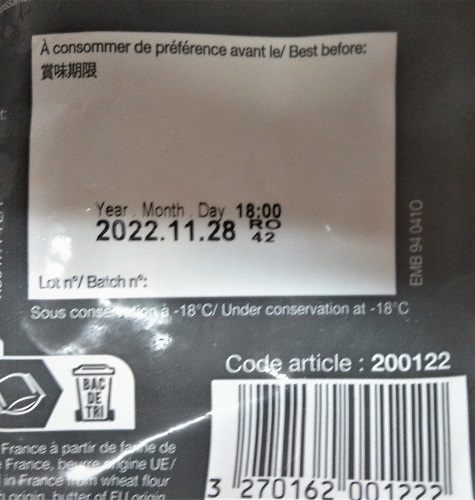 À consommer de préférence avant le/ Best before:
賞味期限
Year . Month . Day 18:00
2022.11.28 RO
42
Lot n°/ Batch n°:
EMB 94 041O
Sous conservation à -18°C/ Under conservation at -18°C
Code article : 200122
BAC
DE
TRI
France à partir de farine de
France, beurre origine UE/
in France from wheat flour
origin, butter of EU origin
3 270162 001222